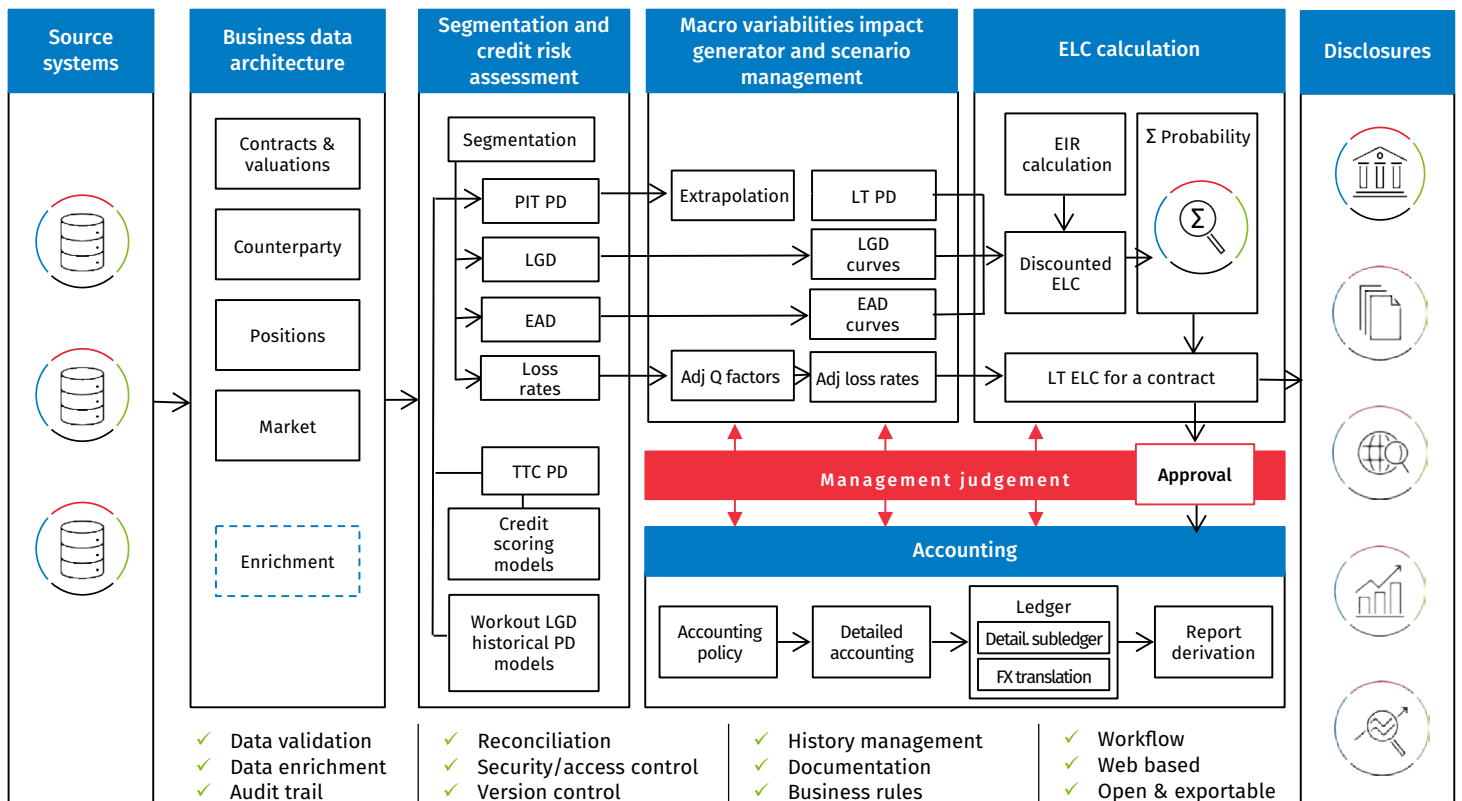 Source
systems
Business data
architecture
Segmentation and
credit risk
assessment
Macro variabilities impact
generator and scenario
management
ELC calculation
Disclosures
Contracts &
valuations
Counterparty
Positions
Market
Enrichment
Segmentation
PIT PD
LGD
EAD
Loss
rates
TTC PD
Credit
scoring
models
Workout LGD
historical PD
models
Extrapolation
LT PD
LGD
curves
EAD
curves
Adj Q factors
Adj loss rates
EIR
calculation
Discounted
ELC
Σ Probability
Σ
LT ELC for a contract
Management judgement
Approval
Accounting
Accounting
policy
Detailed
accounting
Ledger
Detail. subledger
FX translation
Report
derivation
✓ Data validation
✓ Data enrichment
✓ Audit trail
✓ Reconciliation
✓ Security/access control
✓ Version control
✓ History management
✓ Documentation
✓ Business rules
✓ Workflow
✓ Web based
✓ Open & exportable